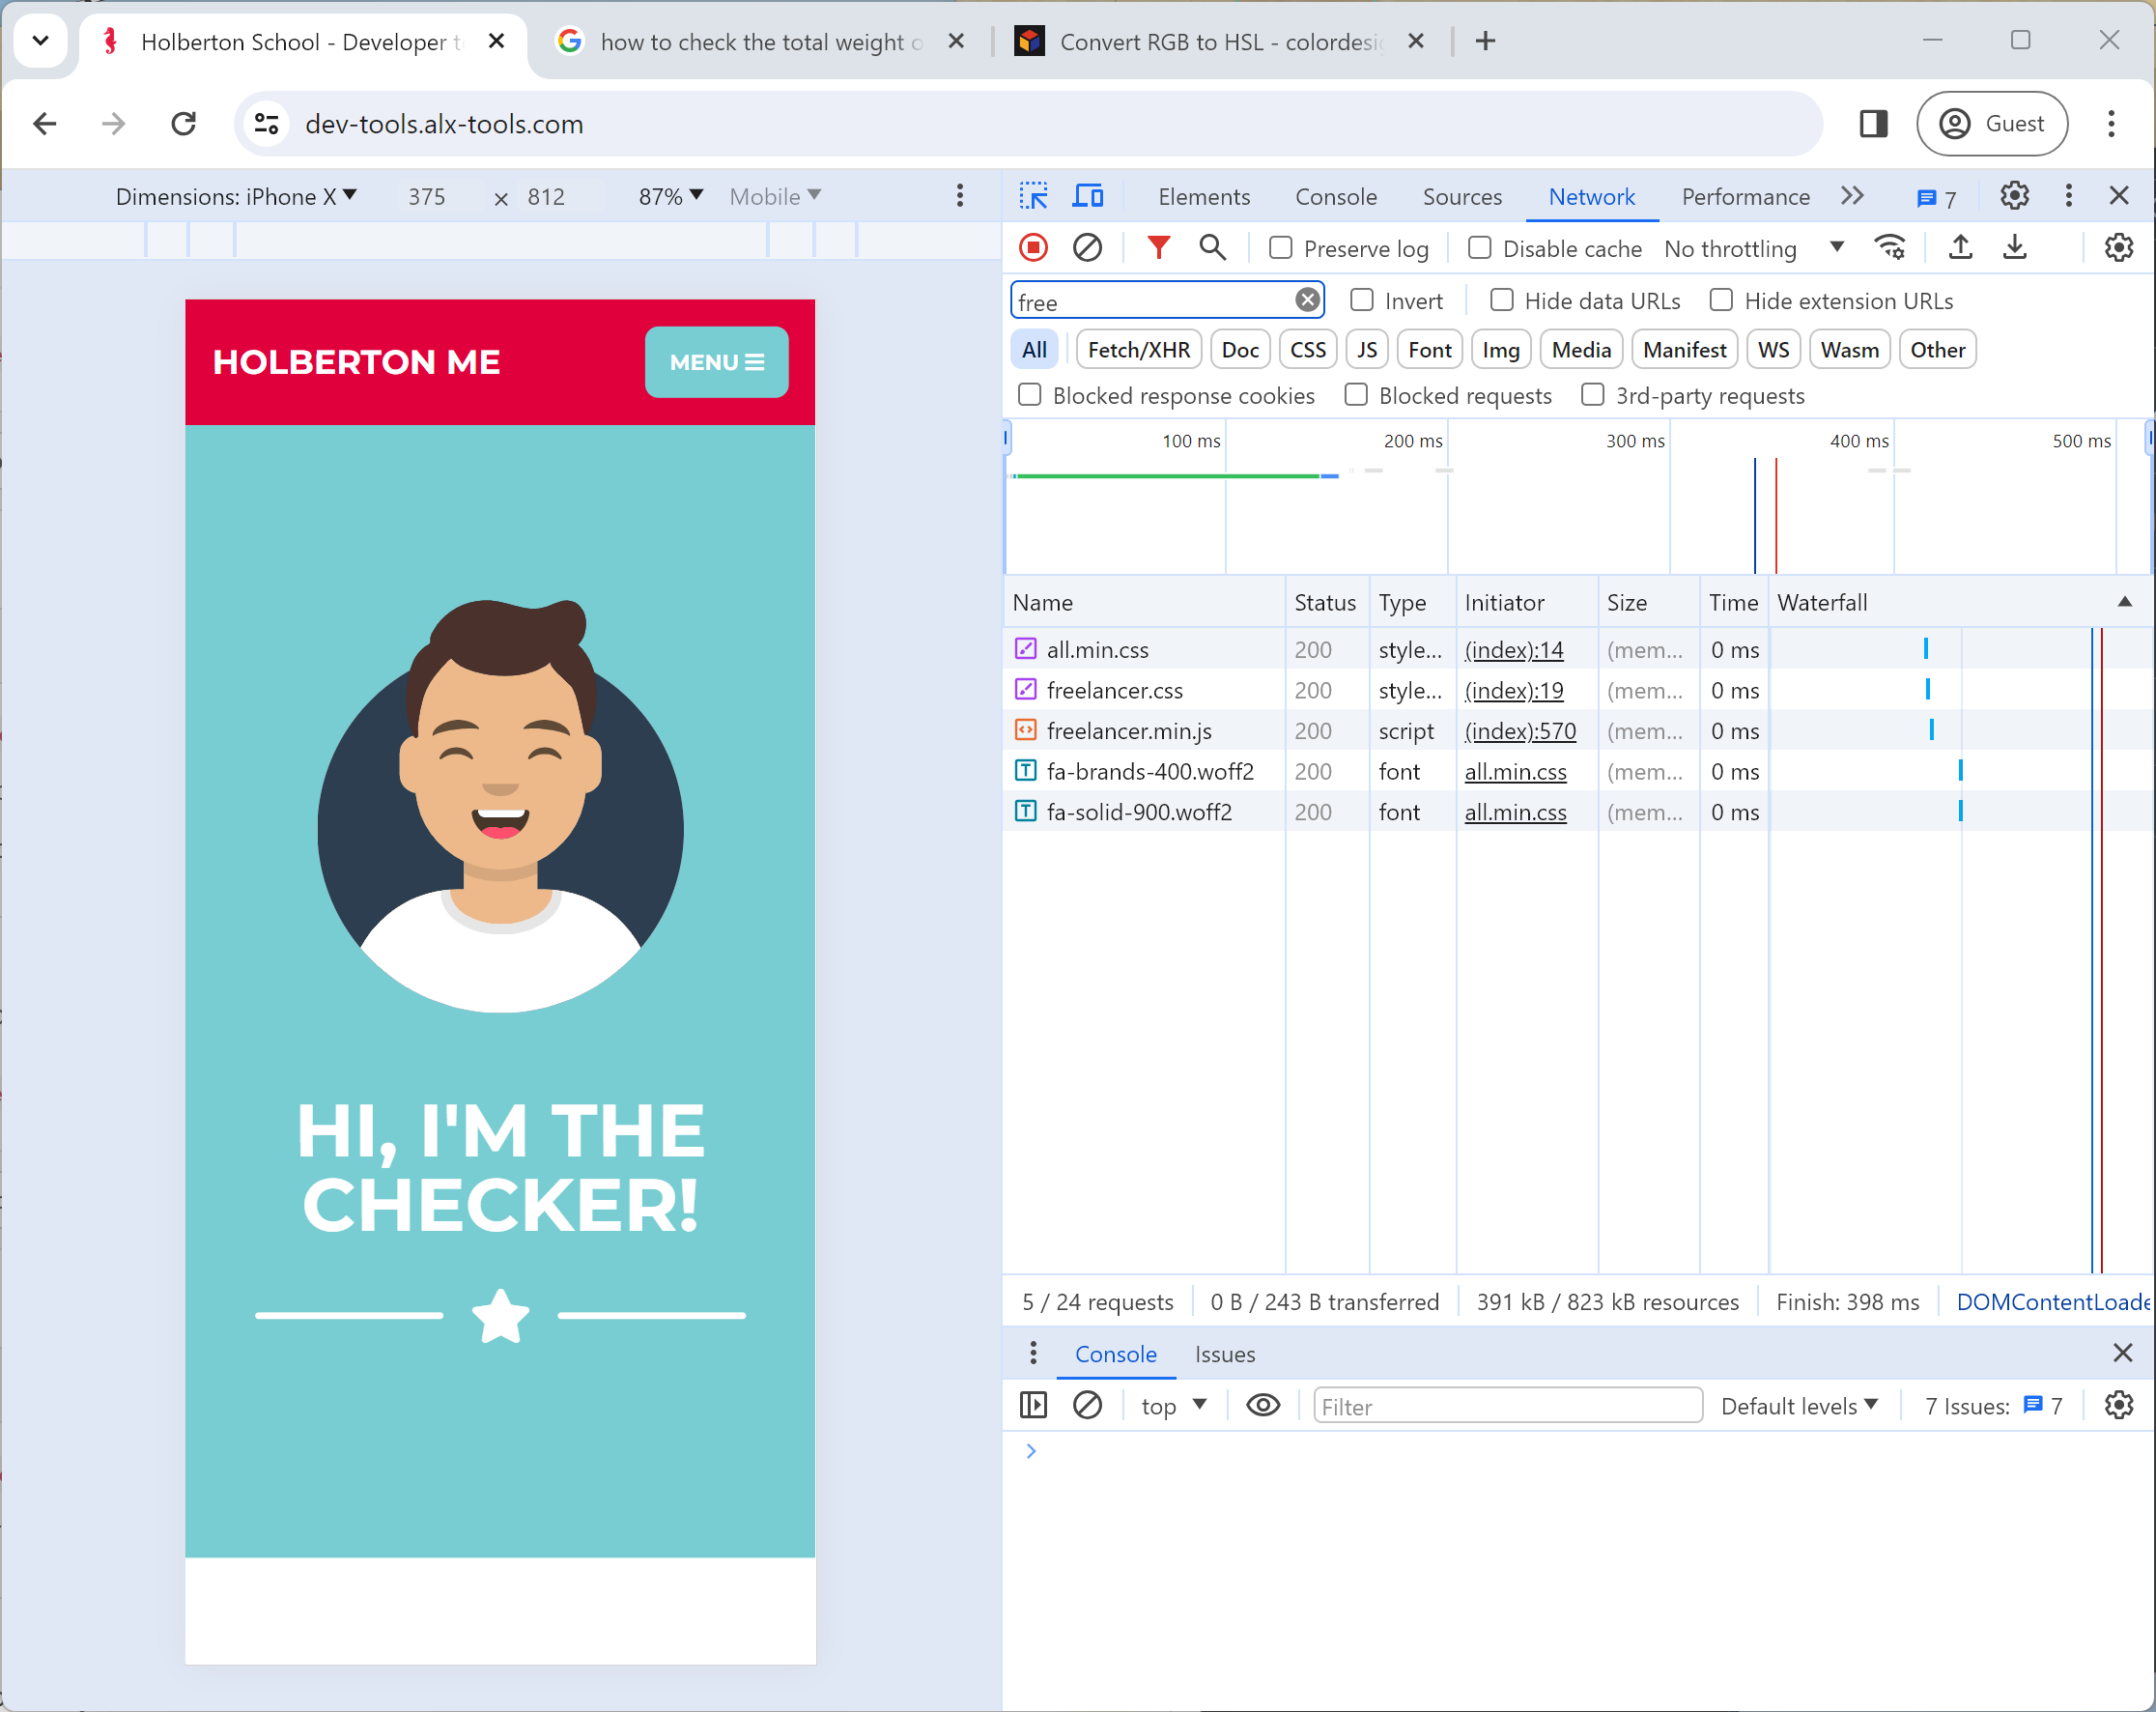 Holberton School - Developer to
how to check the total weight o
Convert RGB to HSL - colordesig
dev-tools.alx-tools.com
Guest
Dimensions: iPhone X 375 × 812 87% Mobile
Elements Console Sources Network Performance 7
Preserve log Disable cache No throttling
free Invert Hide data URLs Hide extension URLs
All Fetch/XHR Doc CSS JS Font Img Media Manifest WS Wasm Other
Blocked response cookies Blocked requests 3rd-party requests
100 ms 200 ms 300 ms 400 ms 500 ms
Name Status Type Initiator Size Time Waterfall
all.min.css 200 style... (index):14 (mem... 0 ms
freelancer.css 200 style... (index):19 (mem... 0 ms
freelancer.min.js 200 script (index):570 (mem... 0 ms
fa-brands-400.woff2 200 font all.min.css (mem... 0 ms
fa-solid-900.woff2 200 font all.min.css (mem... 0 ms
5 / 24 requests 0 B / 243 B transferred 391 kB / 823 kB resources Finish: 398 ms DOMContentLoade
Console Issues
top Filter Default levels 7 Issues: 7
HOLBERTON ME
MENU
HI, I'M THE
CHECKER!